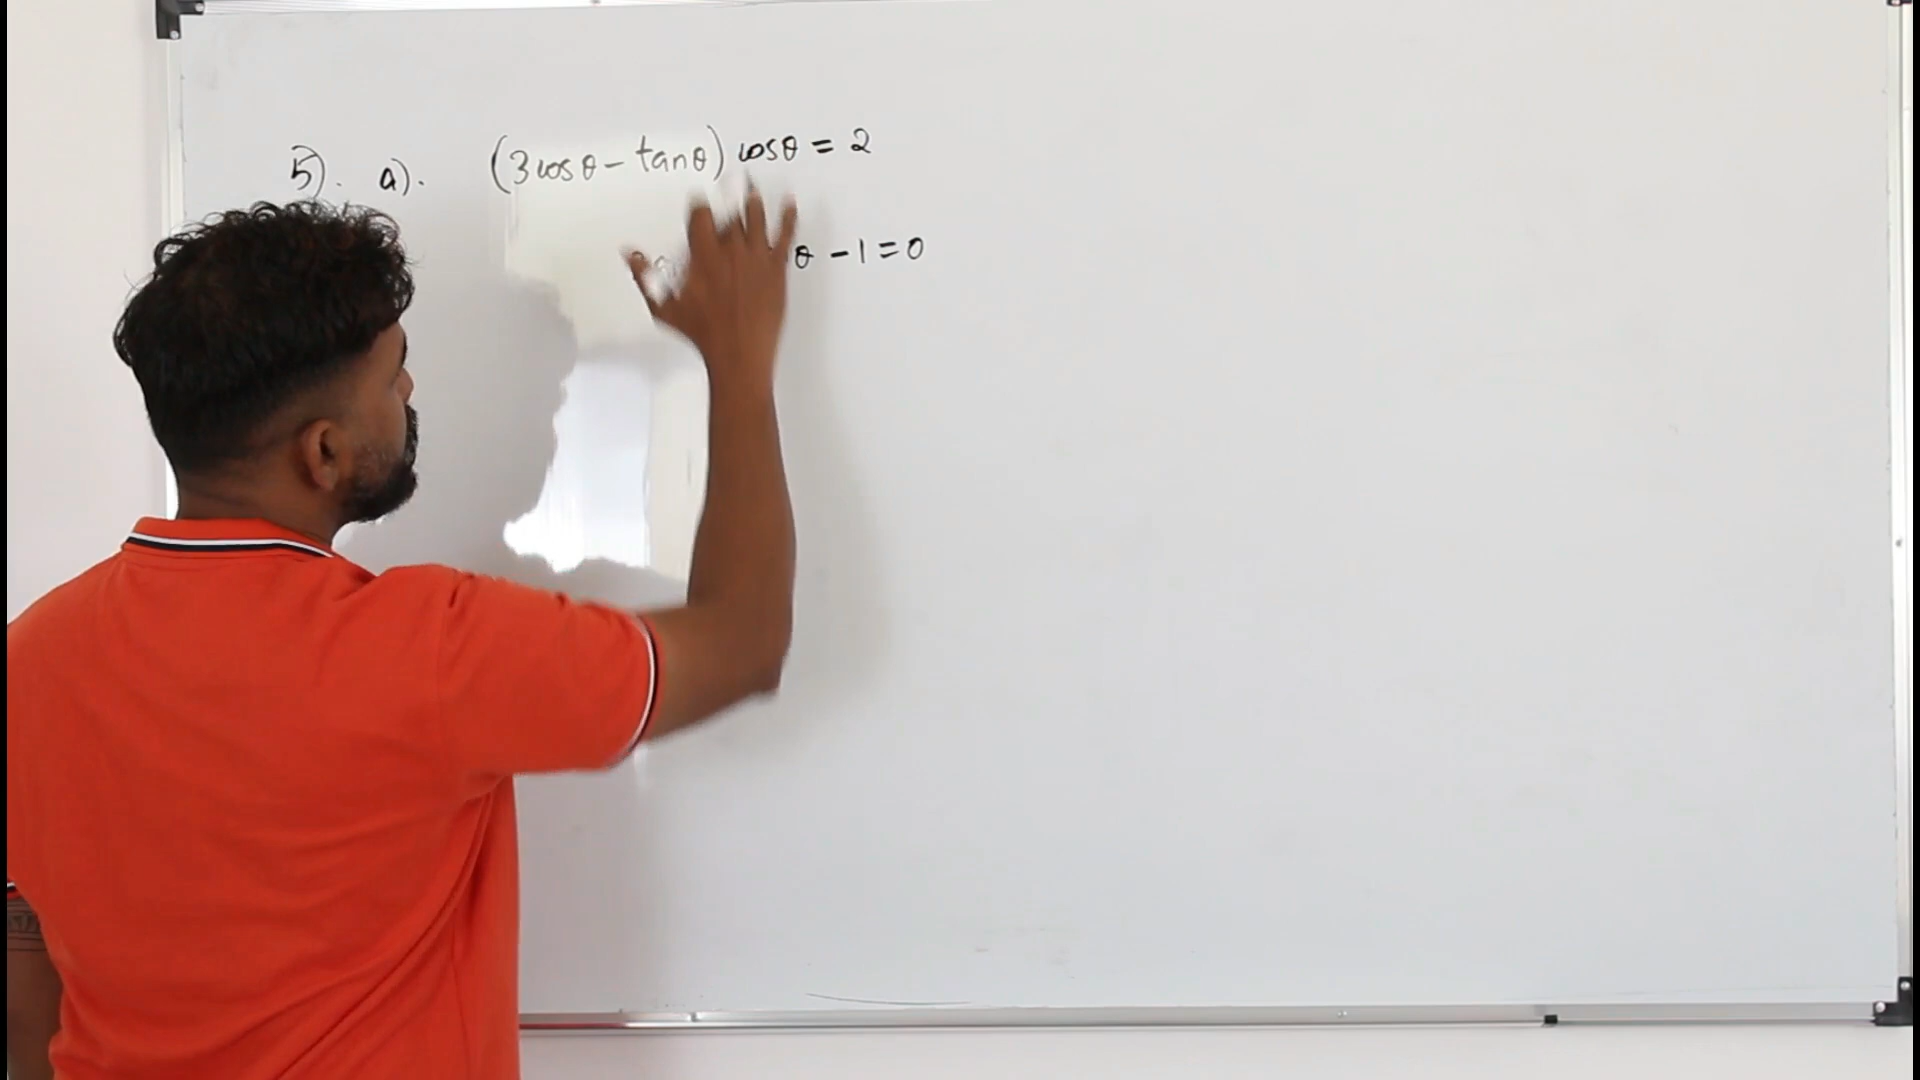 5). a). (3cosθ - tanθ) cosθ = 2
θ - 1 = 0